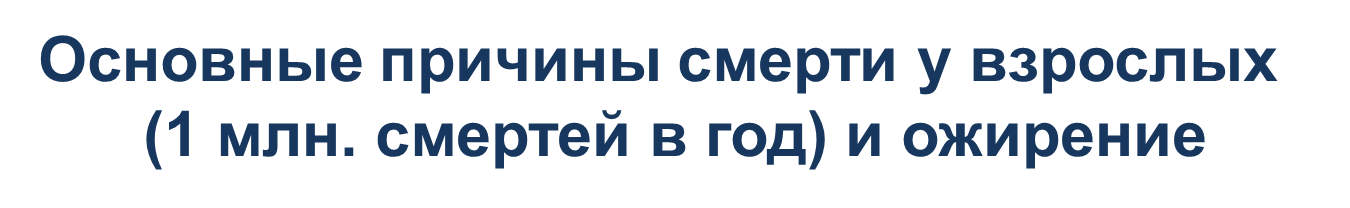 Основные причины смерти у взрослых
(1 млн. смертей в год) и ожирение